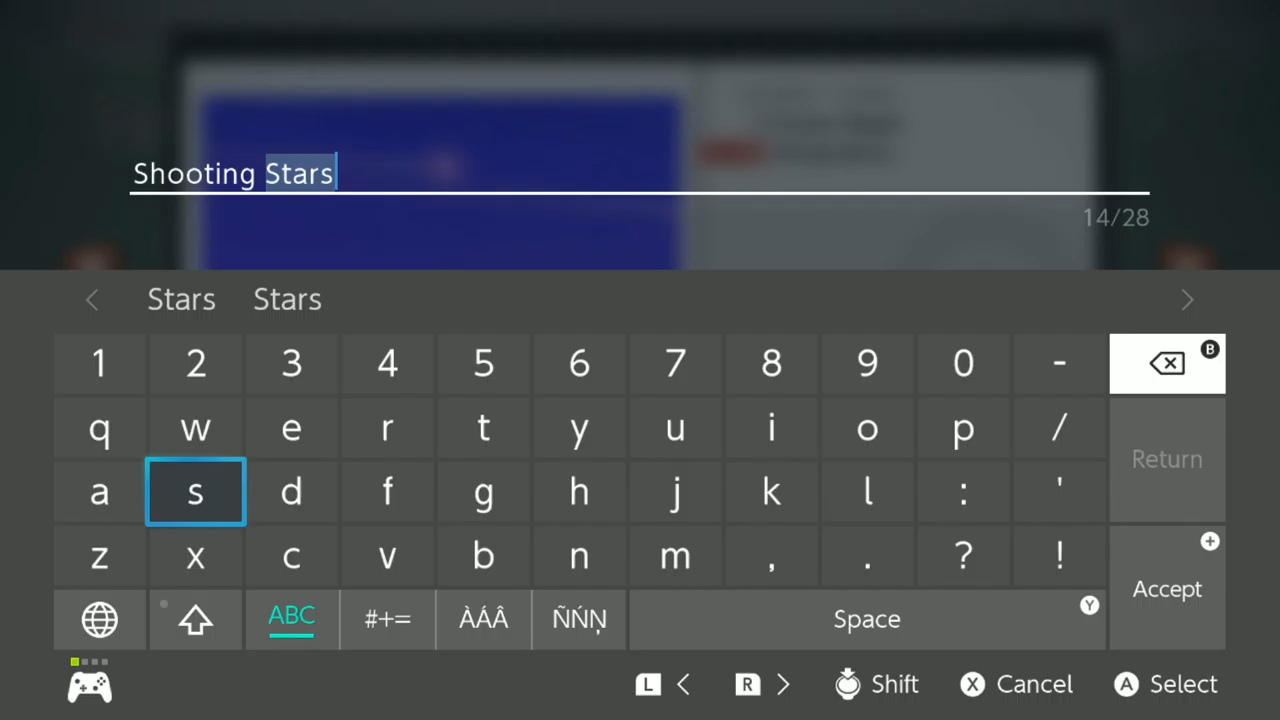 Shooting Stars
14/28
Stars Stars
1 2 3 4 5 6 7 8 9 0 - B
q w e r t y u i o p /
Return
a s d f g h j k l : '
z x c v b n m , . ? ! +
Accept
ABC #+= ÀÁÂ ÑŃŅ Space Y
L R Shift X Cancel A Select